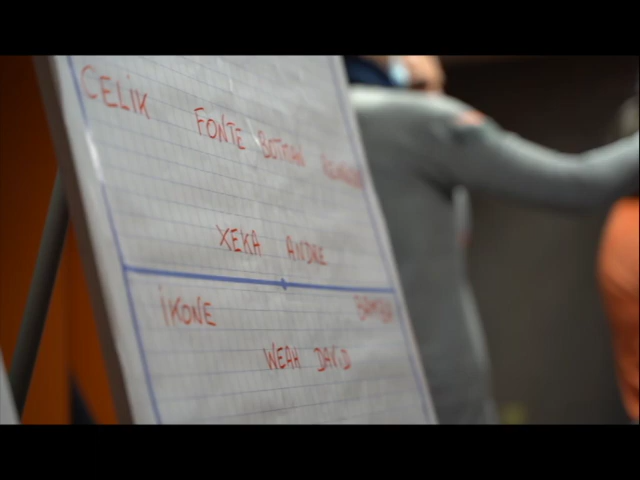 CELIK
FONTE BOTMAN
XEKA ANDRE
IKONE BAMBA
WEAH DAVID